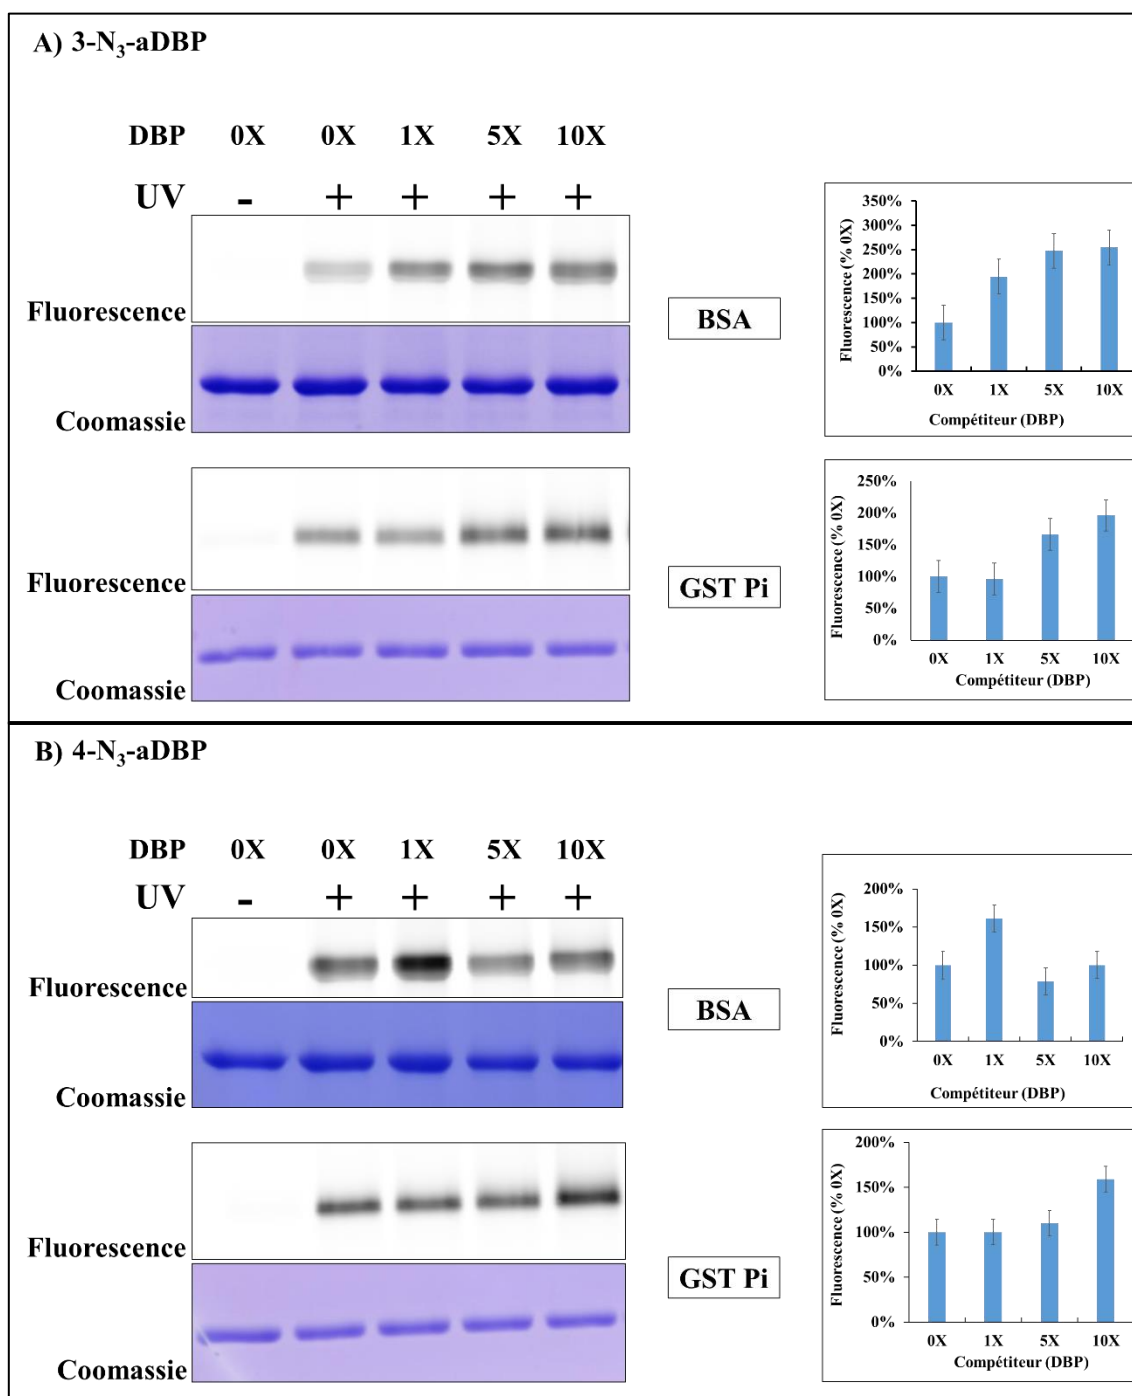 A) 3-N₃-aDBP
DBP 0X 0X 1X 5X 10X
UV - + + + +
Fluorescence
Coomassie
BSA
Fluorescence (% 0X)
350%
300%
250%
200%
150%
100%
50%
0%
0X 1X 5X 10X
Compétiteur (DBP)
Fluorescence
Coomassie
GST Pi
Fluorescence (% 0X)
250%
200%
150%
100%
50%
0%
0X 1X 5X 10X
Compétiteur (DBP)
B) 4-N₃-aDBP
DBP 0X 0X 1X 5X 10X
UV - + + + +
Fluorescence
Coomassie
BSA
Fluorescence (% 0X)
200%
150%
100%
50%
0%
0X 1X 5X 10X
Compétiteur (DBP)
Fluorescence
Coomassie
GST Pi
Fluorescence (% 0X)
200%
150%
100%
50%
0%
0X 1X 5X 10X
Compétiteur (DBP)